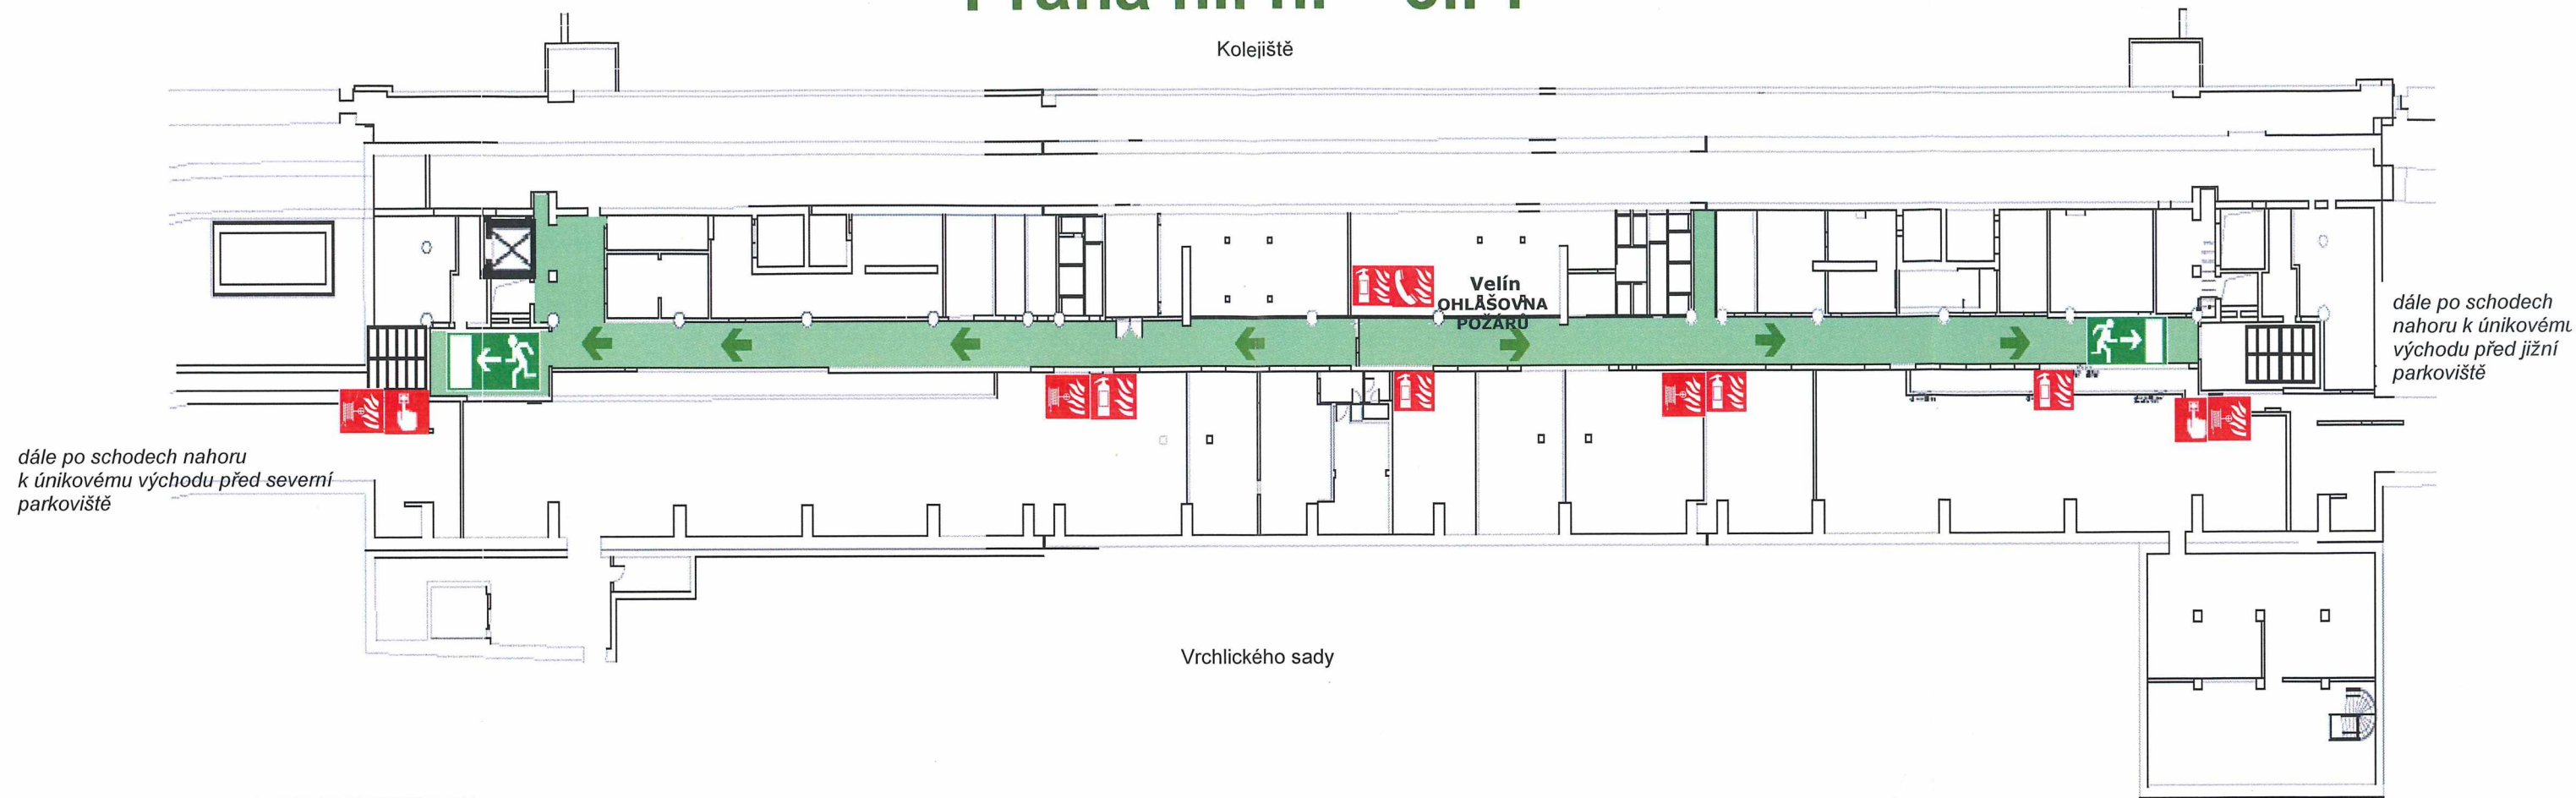 Kolejiště
Velín
OHLAŠOVNA
POŽÁRŮ
dále po schodech
nahoru k únikovému
východu před jižní
parkoviště
dále po schodech nahoru
k únikovému východu před severní
parkoviště
Vrchlického sady